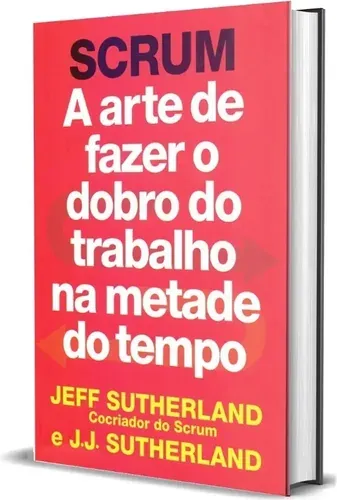 SCRUM
A arte de
fazer o
dobro do
trabalho
na metade
do tempo
JEFF SUTHERLAND
Cocriador do Scrum
e J.J. SUTHERLAND